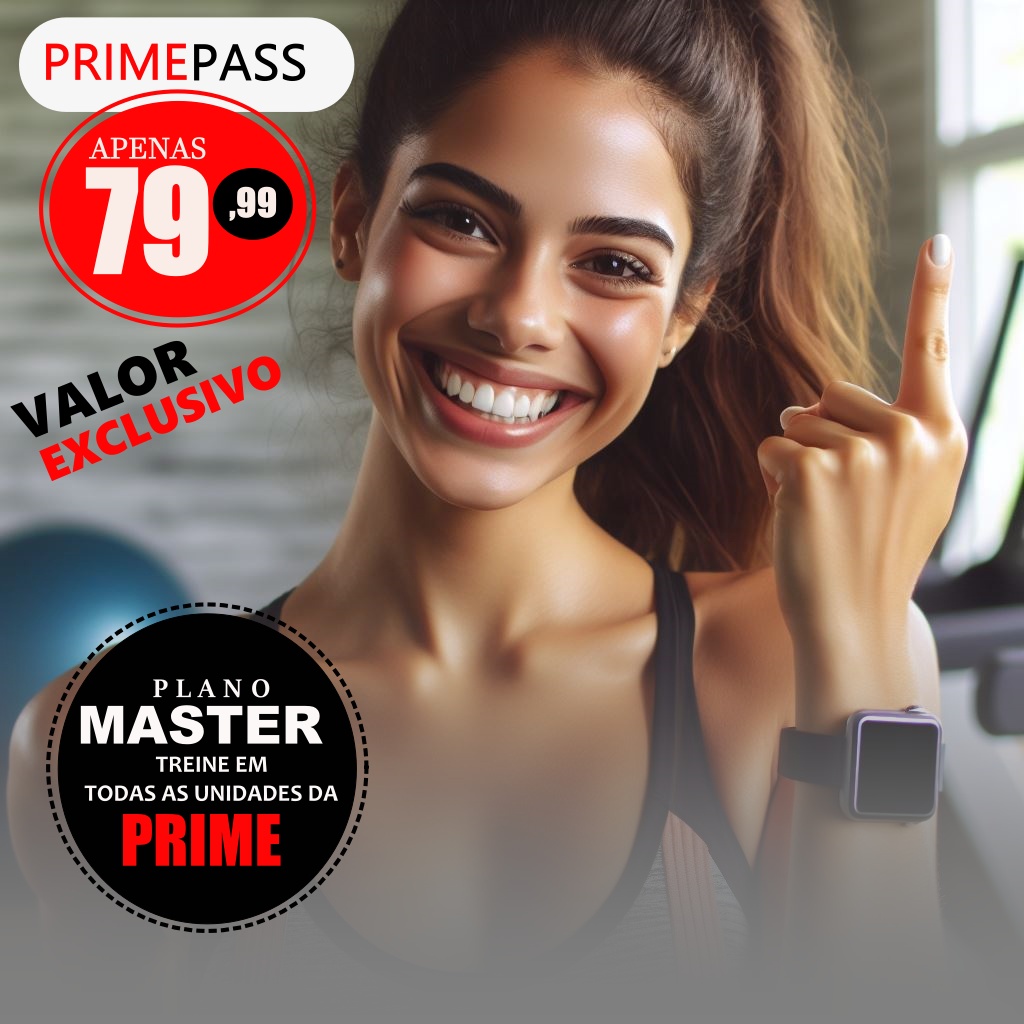 PRIMEPASS
APENAS
79,99
VALOR
EXCLUSIVO
PLANO
MASTER
TREINE EM
TODAS AS UNIDADES DA
PRIME